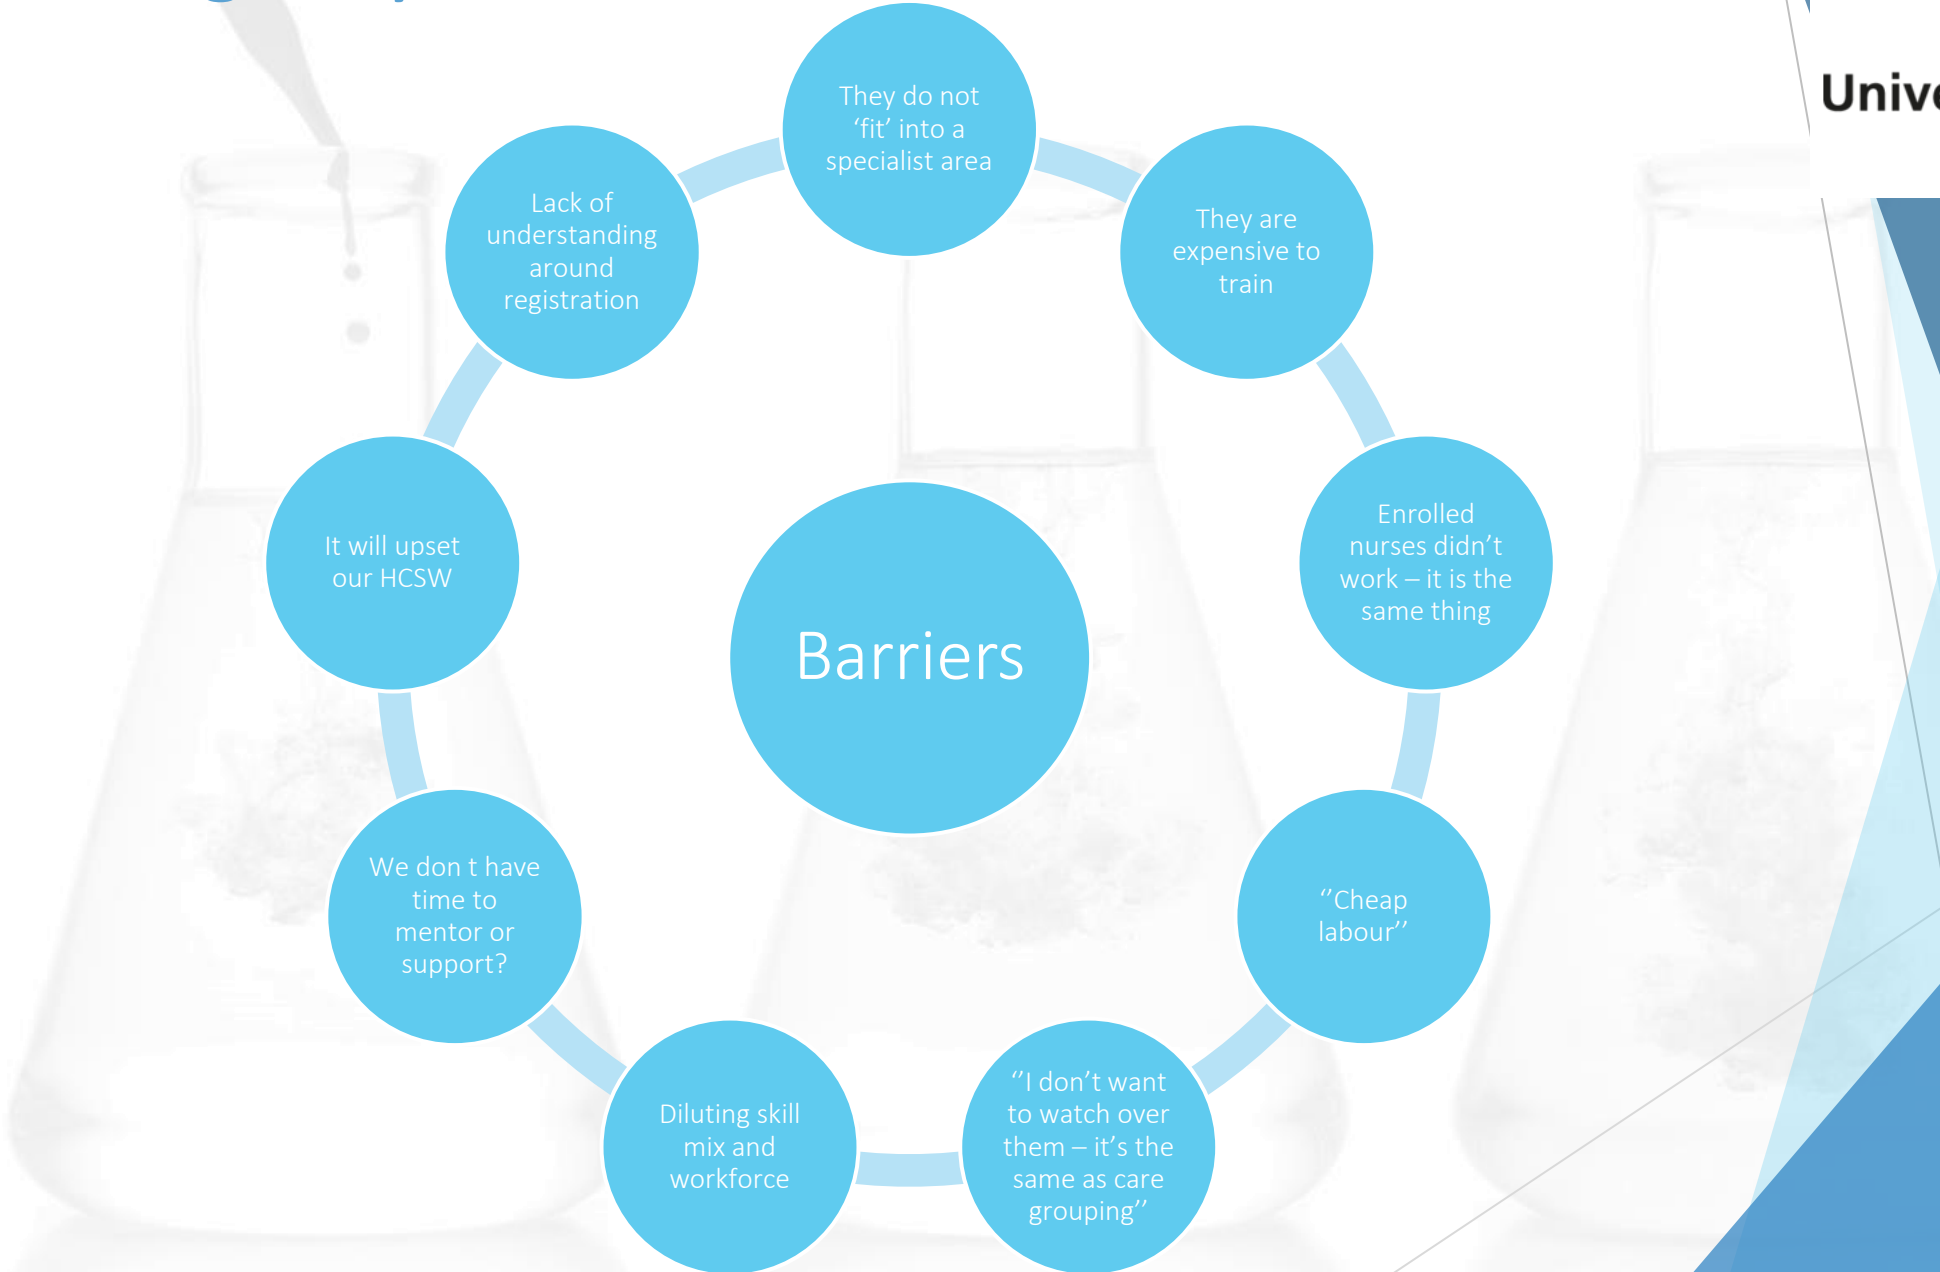 They do not
‘fit’ into a
specialist area
They are
expensive to
train
Enrolled
nurses didn’t
work – it is the
same thing
‘’Cheap
labour’’
‘’I don’t want
to watch over
them – it’s the
same as care
grouping’’
Diluting skill
mix and
workforce
We don t have
time to
mentor or
support?
It will upset
our HCSW
Lack of
understanding
around
registration
Barriers